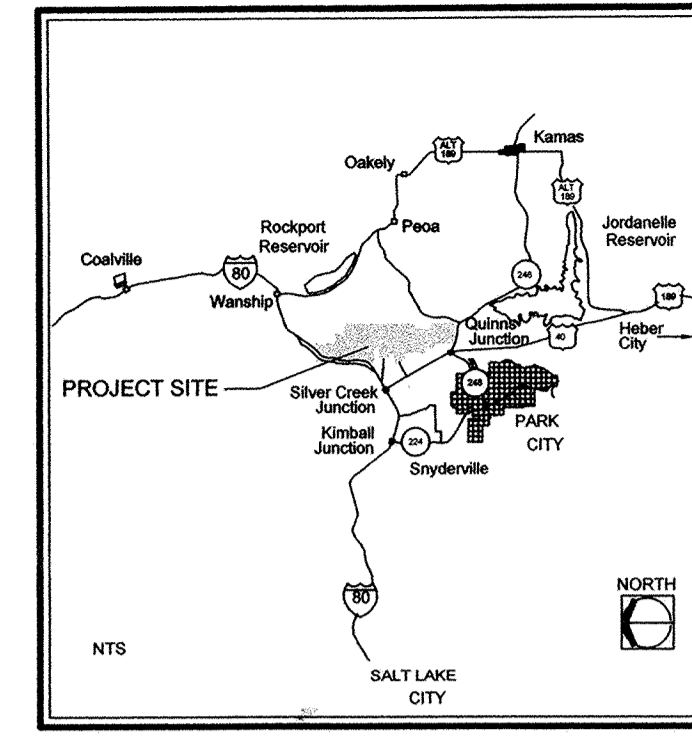 Kamas
ALT
189
Oakely
ALT
189
Peoa
Rockport
Reservoir
Jordanelle
Reservoir
Coalville
80
248
Wanship
189
Quinns
Junction
40
Heber
City
PROJECT SITE
Silver Creek
Junction
248
PARK
CITY
Kimball
Junction
224
Snyderville
NORTH
80
NTS
SALT LAKE
CITY